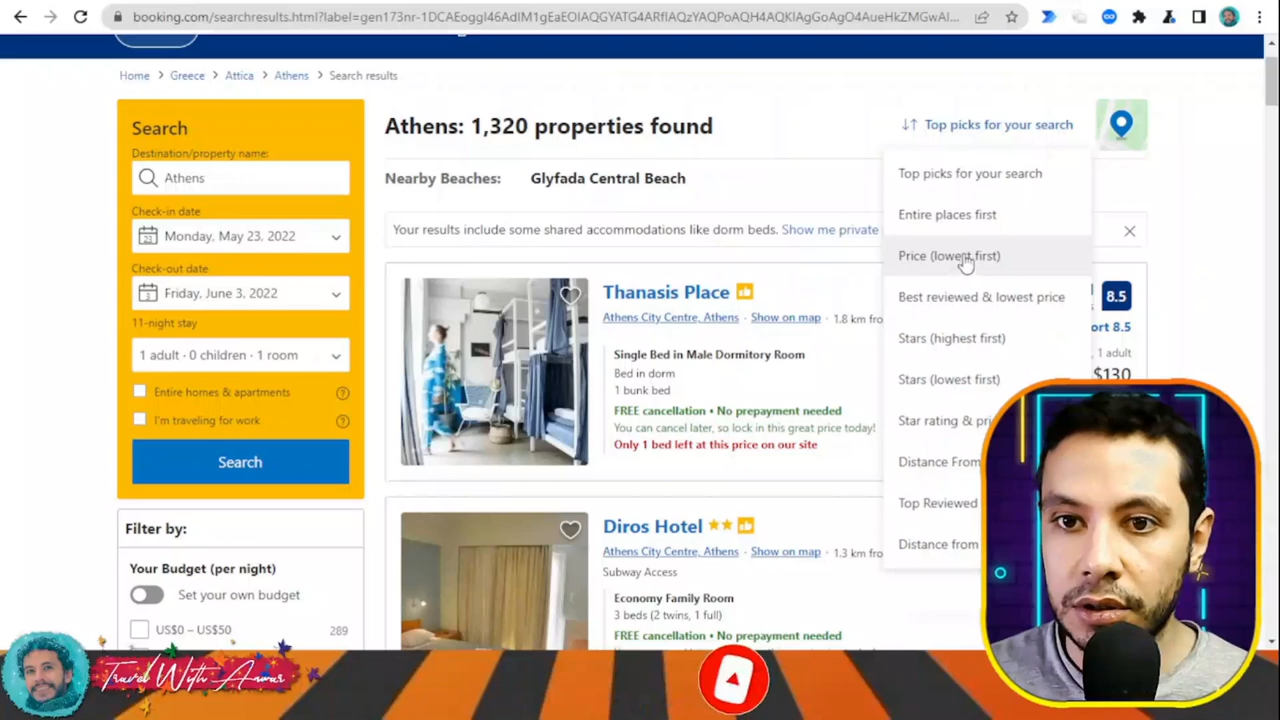 booking.com/searchresults.html?label=gen173nr-1DCAEoggI46AdIM1gEaEOIAQGYATG4ARfIAQzYAQPoAQH4AQKIAgGoAgO4AueHkZMGwAI...
Home > Greece > Attica > Athens > Search results
Search
Destination/property name:
Athens
Check-in date
Monday, May 23, 2022
Check-out date
Friday, June 3, 2022
11-night stay
1 adult · 0 children · 1 room
Entire homes & apartments
I'm traveling for work
Search
Filter by:
Your Budget (per night)
Set your own budget
US$0 – US$50 289
Athens: 1,320 properties found
Top picks for your search
Nearby Beaches: Glyfada Central Beach
Your results include some shared accommodations like dorm beds. Show me private
Top picks for your search
Entire places first
Price (lowest first)
Best reviewed & lowest price
Stars (highest first)
Stars (lowest first)
Star rating & pri
Distance From
Top Reviewed
Distance from
Thanasis Place
Athens City Centre, Athens · Show on map · 1.8 km fro
Single Bed in Male Dormitory Room
Bed in dorm
1 bunk bed
FREE cancellation • No prepayment needed
You can cancel later, so lock in this great price today!
Only 1 bed left at this price on our site
8.5
ort 8.5
, 1 adult
$130
Diros Hotel
Athens City Centre, Athens · Show on map · 1.3 km fro
Subway Access
Economy Family Room
3 beds (2 twins, 1 full)
FREE cancellation • No prepayment needed
Travel With Anwar